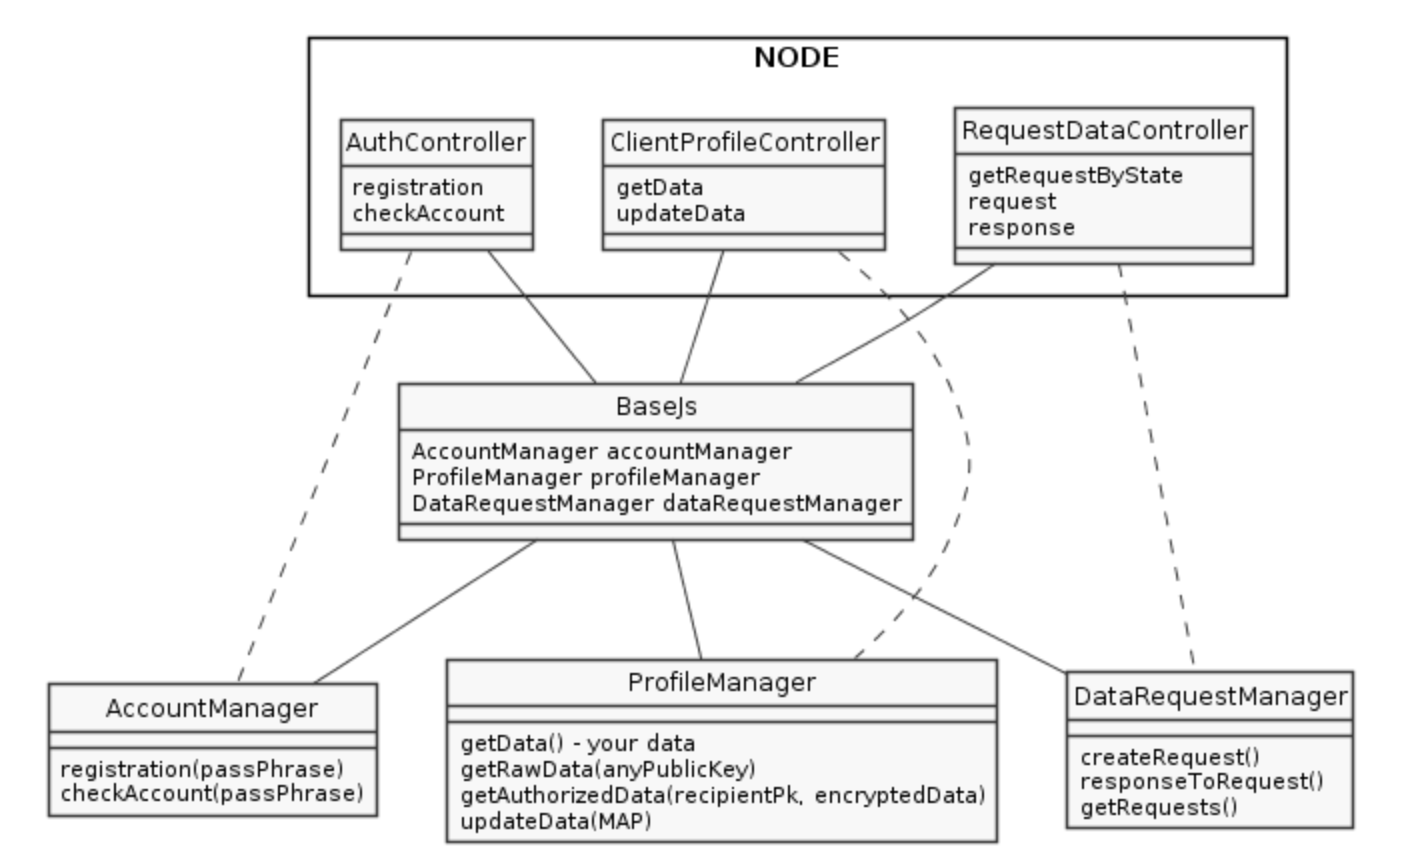 NODE
AuthController
registration
checkAccount
ClientProfileController
getData
updateData
RequestDataController
getRequestByState
request
response
BaseJs
AccountManager accountManager
ProfileManager profileManager
DataRequestManager dataRequestManager
AccountManager
registration(passPhrase)
checkAccount(passPhrase)
ProfileManager
getData() - your data
getRawData(anyPublicKey)
getAuthorizedData(recipientPk, encryptedData)
updateData(MAP)
DataRequestManager
createRequest()
responseToRequest()
getRequests()